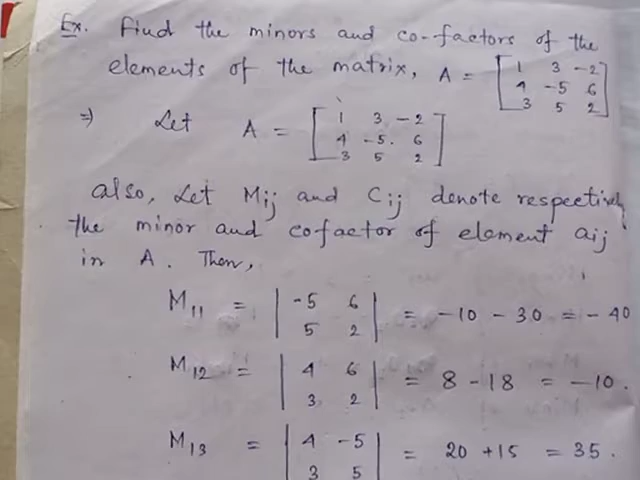 Ex. Find the minors and co-factors of the
elements of the matrix, A = [1 3 -2
4 -5 6
3 5 2]
=) Let A = [1 3 -2
4 -5 6
3 5 2]
also, Let Mij and Cij denote respectively
the minor and cofactor of element aij
in A. Then,
M11 = |-5 6
5 2| = -10 - 30 = -40
M12 = |4 6
3 2| = 8 - 18 = -10.
M13 = |4 -5
3 5| = 20 + 15 = 35.